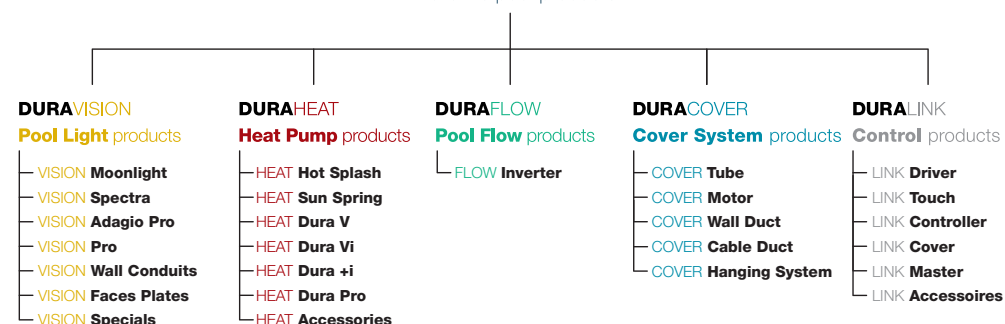 DURAVISION
Pool Light products
VISION Moonlight
VISION Spectra
VISION Adagio Pro
VISION Pro
VISION Wall Conduits
VISION Faces Plates
VISION Specials
DURAHEAT
Heat Pump products
HEAT Hot Splash
HEAT Sun Spring
HEAT Dura V
HEAT Dura Vi
HEAT Dura +i
HEAT Dura Pro
HEAT Accessories
DURAFLOW
Pool Flow products
FLOW Inverter
DURACOVER
Cover System products
COVER Tube
COVER Motor
COVER Wall Duct
COVER Cable Duct
COVER Hanging System
DURALINK
Control products
LINK Driver
LINK Touch
LINK Controller
LINK Cover
LINK Master
LINK Accessoires